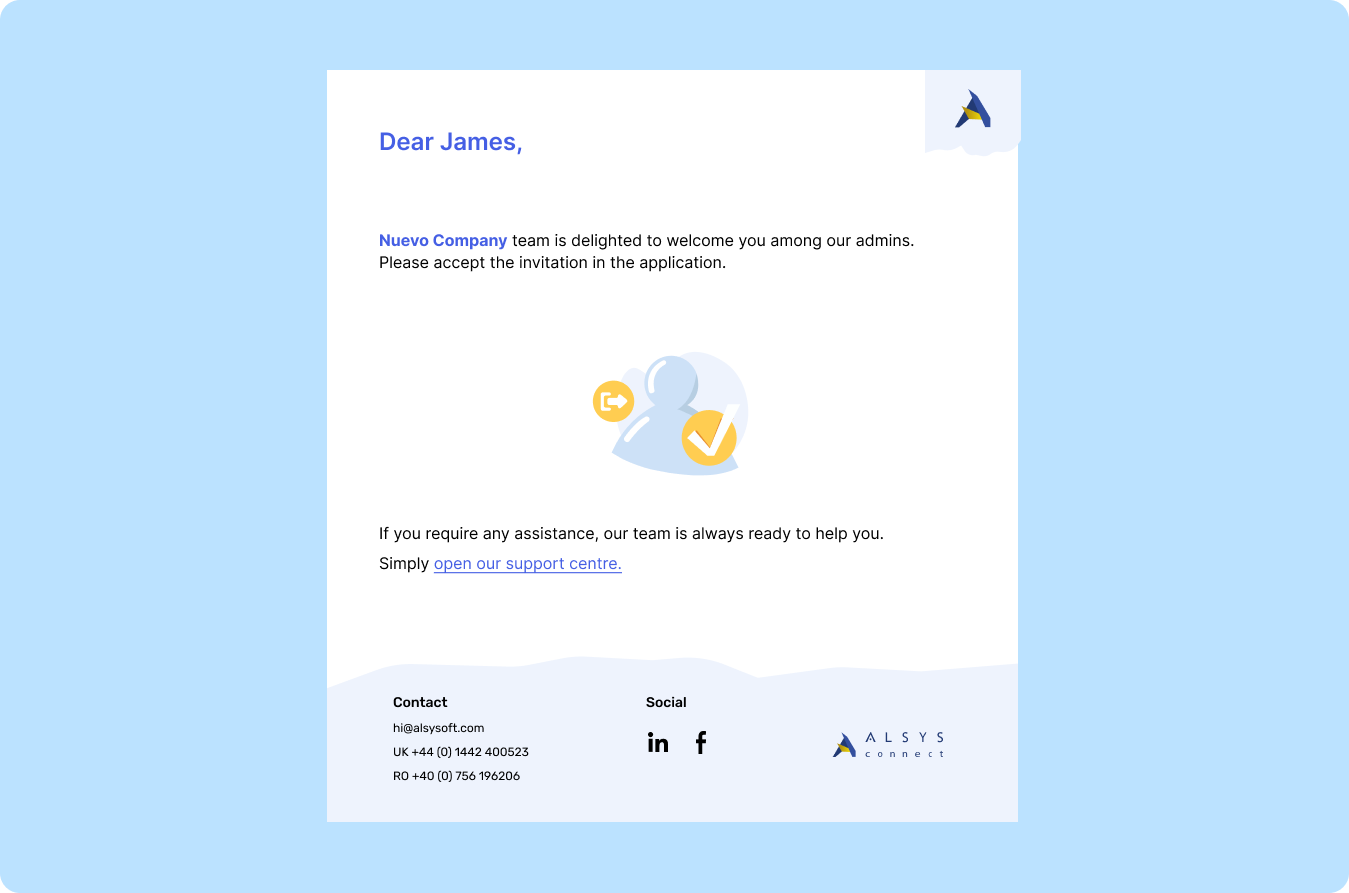 Dear James,
Nuevo Company team is delighted to welcome you among our admins.
Please accept the invitation in the application.
If you require any assistance, our team is always ready to help you.
Simply open our support centre.
Contact
hi@alsysoft.com
UK +44 (0) 1442 400523
RO +40 (0) 756 196206
Social
in f
ALSYS
connect